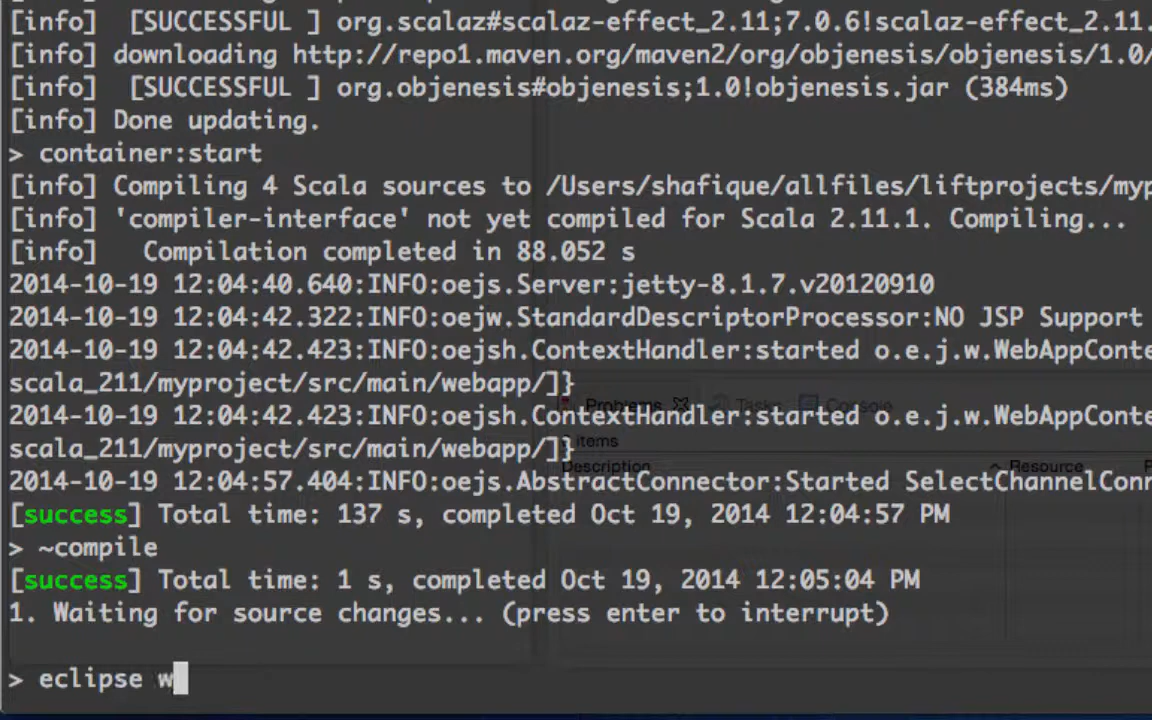 [info]   [SUCCESSFUL ] org.scalaz#scalaz-effect_2.11;7.0.6!scalaz-effect_2.11.
[info] downloading http://repo1.maven.org/maven2/org/objenesis/objenesis/1.0/
[info]   [SUCCESSFUL ] org.objenesis#objenesis;1.0!objenesis.jar (384ms)
[info] Done updating.
> container:start
[info] Compiling 4 Scala sources to /Users/shafique/allfiles/liftprojects/myp
[info] 'compiler-interface' not yet compiled for Scala 2.11.1. Compiling...
[info]   Compilation completed in 88.052 s
2014-10-19 12:04:40.640:INFO:oejs.Server:jetty-8.1.7.v20120910
2014-10-19 12:04:42.322:INFO:oejw.StandardDescriptorProcessor:NO JSP Support
2014-10-19 12:04:42.423:INFO:oejsh.ContextHandler:started o.e.j.w.WebAppConte
scala_211/myproject/src/main/webapp/]}
Problems Tasks Console
2014-10-19 12:04:42.423:INFO:oejsh.ContextHandler:started o.e.j.w.WebAppConte
scala_211/myproject/src/main/webapp/]}
items
Description Resource
2014-10-19 12:04:57.404:INFO:oejs.AbstractConnector:Started SelectChannelConn
[success] Total time: 137 s, completed Oct 19, 2014 12:04:57 PM
> ~compile
[success] Total time: 1 s, completed Oct 19, 2014 12:05:04 PM
1. Waiting for source changes... (press enter to interrupt)
> eclipse w